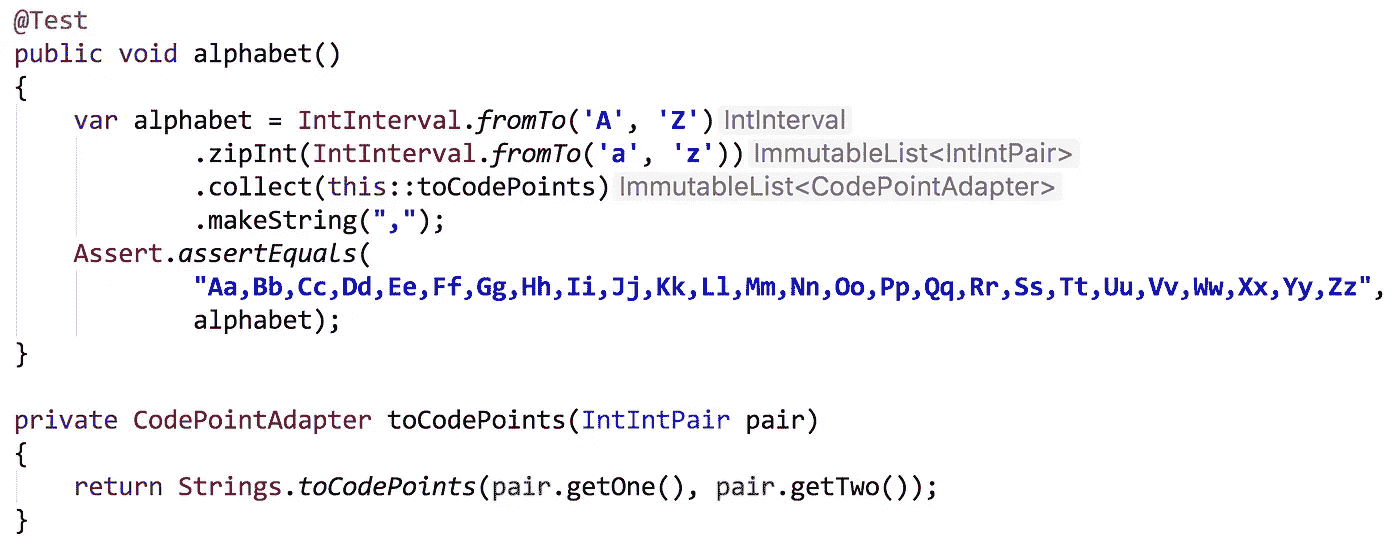 @Test
public void alphabet()
{
    var alphabet = IntInterval.fromTo('A', 'Z') IntInterval
            .zipInt(IntInterval.fromTo('a', 'z')) ImmutableList<IntIntPair>
            .collect(this::toCodePoints) ImmutableList<CodePointAdapter>
            .makeString(",");
    Assert.assertEquals(
            "Aa,Bb,Cc,Dd,Ee,Ff,Gg,Hh,Ii,Jj,Kk,Ll,Mm,Nn,Oo,Pp,Qq,Rr,Ss,Tt,Uu,Vv,Ww,Xx,Yy,Zz",
            alphabet);
}

private CodePointAdapter toCodePoints(IntIntPair pair)
{
    return Strings.toCodePoints(pair.getOne(), pair.getTwo());
}